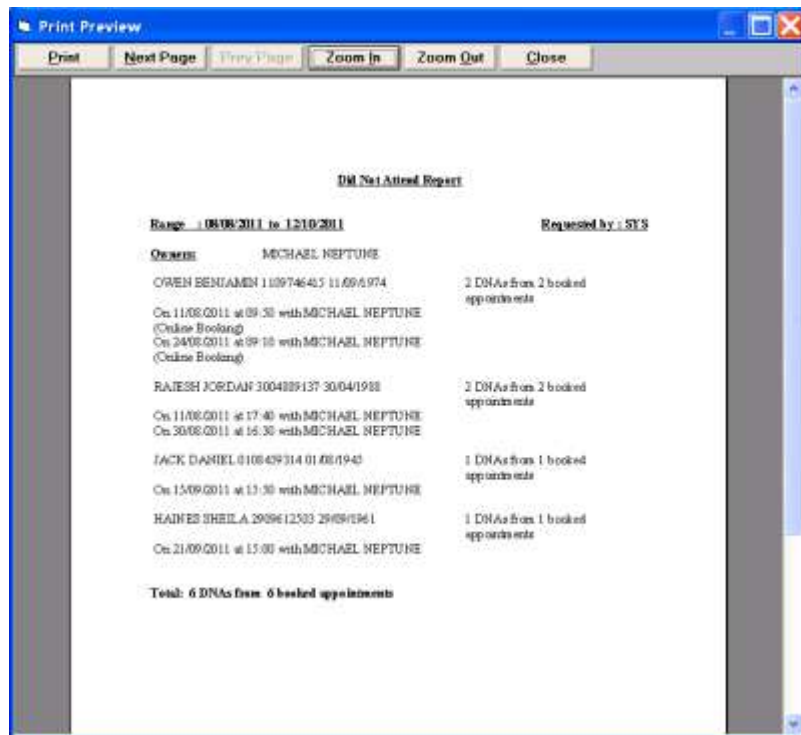 Print Preview
Print Next Page Prev Page Zoom In Zoom Out Close
Did Not Attend Report
Range : 08/08/2011 to 12/10/2011 Requested by : SYS
Owners: MICHAEL NEPTUNE
OWEN BENJAMIN 1109746415 11/09/1974 2 DNAs from 2 booked
appointments
On 11/08/2011 at 09:50 with MICHAEL NEPTUNE
(Online Booking)
On 24/08/2011 at 09:10 with MICHAEL NEPTUNE
(Online Booking)
RAJESH JORDAN 3004889137 30/04/1988 2 DNAs from 2 booked
appointments
On 11/08/2011 at 17:40 with MICHAEL NEPTUNE
On 30/08/2011 at 16:30 with MICHAEL NEPTUNE
JACK DANIEL 01/08/1943 1 DNAs from 1 booked
appointments
On 15/09/2011 at 13:50 with MICHAEL NEPTUNE
HAINES SHEILA 2909612503 29/09/1961 1 DNAs from 1 booked
appointments
On 21/09/2011 at 15:00 with MICHAEL NEPTUNE
Total: 6 DNAs from 6 booked appointments